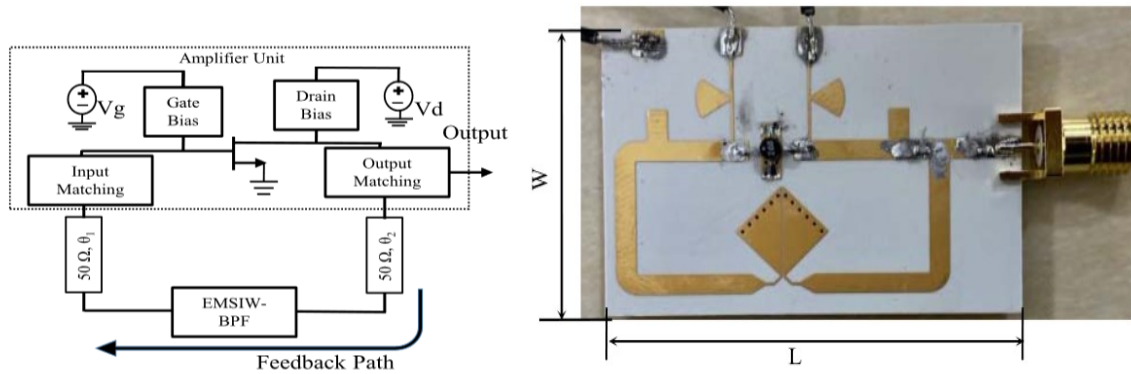 Amplifier Unit
Vg
Gate
Bias
Drain
Bias
Vd
Output
Input
Matching
Output
Matching
50 Ω, θ1
50 Ω, θ2
EMSIW-
BPF
Feedback Path
W
L